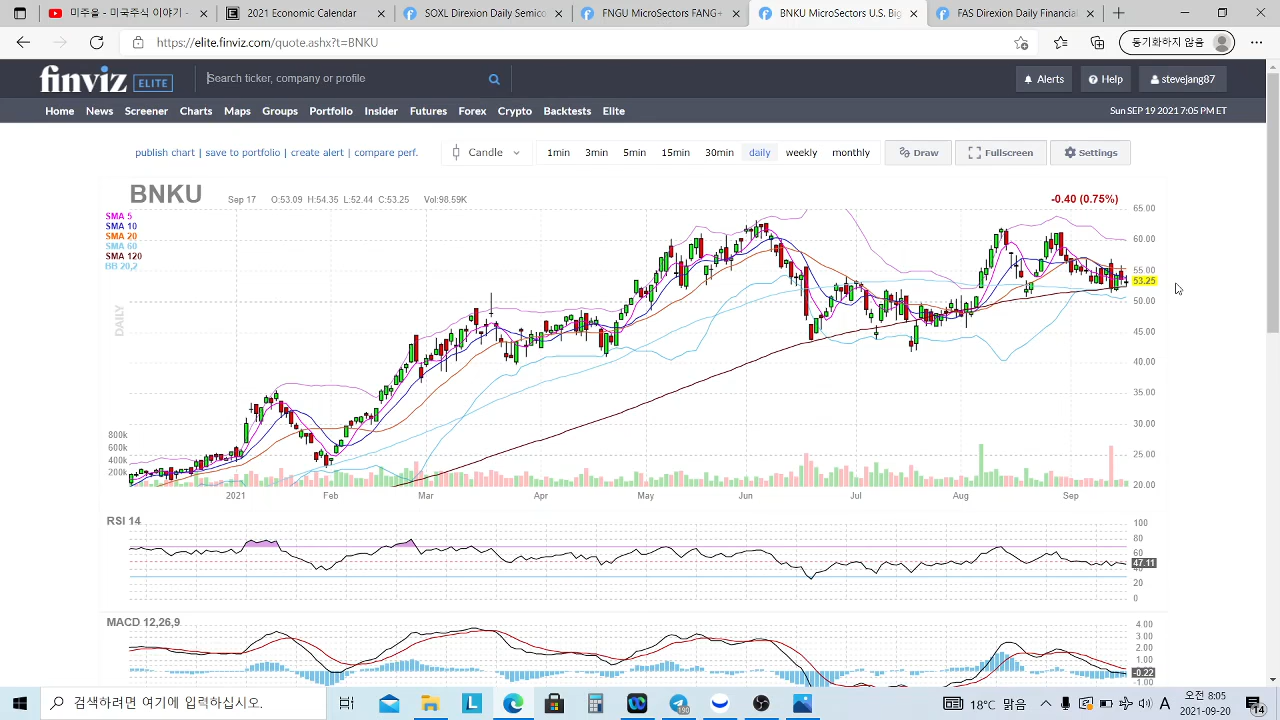 미국주식 3배
SOXL Direxion Daily Semicon
FNGU MicroSectors FANG+
BNKU MicroSectors U.S. Big
FAS Direxion Daily Financial
https://elite.finviz.com/quote.ashx?t=BNKU
동기화하지 않음
finviz ELITE
Search ticker, company or profile
Alerts
Help
stevejang87
Home News Screener Charts Maps Groups Portfolio Insider Futures Forex Crypto Backtests Elite
Sun SEP 19 2021 7:05 PM ET
publish chart | save to portfolio | create alert | compare perf.
Candle
1min 3min 5min 15min 30min daily weekly monthly
Draw
Fullscreen
Settings
BNKU
Sep 17 O:53.09 H:54.35 L:52.44 C:53.25 Vol:98.59K
-0.40 (0.75%)
SMA 5
SMA 10
SMA 20
SMA 60
SMA 120
BB 20,2
DAILY
65.00
60.00
55.00
53.25
50.00
45.00
40.00
35.00
30.00
25.00
20.00
800k
600k
400k
200k
2021 Feb Mar Apr May Jun Jul Aug Sep
RSI 14
100
80
60
47.11
40
20
0
MACD 12,26,9
4.00
3.00
2.00
1.00
-0.22
-1.00
검색하려면 여기에 입력하십시오.
190
18°C 맑음
A
오전 8:05
2021-09-20
14